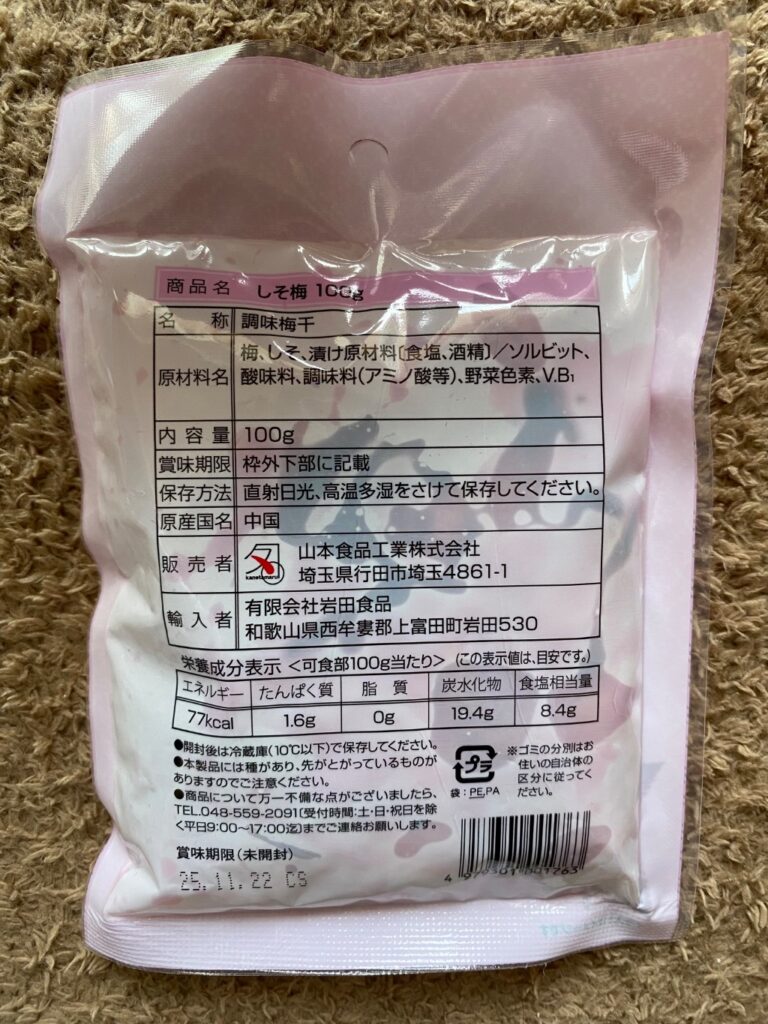 商品名 しそ梅 100g
名称 調味梅干
原材料名 梅、しそ、漬け原材料〔食塩、酒精〕／ソルビット、
酸味料、調味料(アミノ酸等)、野菜色素、V.B₁
内容量 100g
賞味期限 枠外下部に記載
保存方法 直射日光、高温多湿をさけて保存してください。
原産国名 中国
販売者 kanetamarui 山本食品工業株式会社
埼玉県行田市埼玉4861-1
輸入者 有限会社岩田食品
和歌山県西牟婁郡上富田町岩田530
栄養成分表示 <可食部100g当たり> (この表示値は、目安です。)
エネルギー たんぱく質 脂質 炭水化物 食塩相当量
77kcal 1.6g 0g 19.4g 8.4g
●開封後は冷蔵庫(10℃以下)で保存してください。
●本製品には種があり、先がとがっているものが
ありますのでご注意ください。
●商品について万一不備な点がございましたら、
TEL.048-559-2091〔受付時間:土・日・祝日を除
く平日9:00〜17:00迄〕までご連絡お願いします。
プラ
袋：PE,PA
※ゴミの分別はお
住いの自治体の
区分に従ってく
ださい。
賞味期限(未開封)
25.11.22 CS